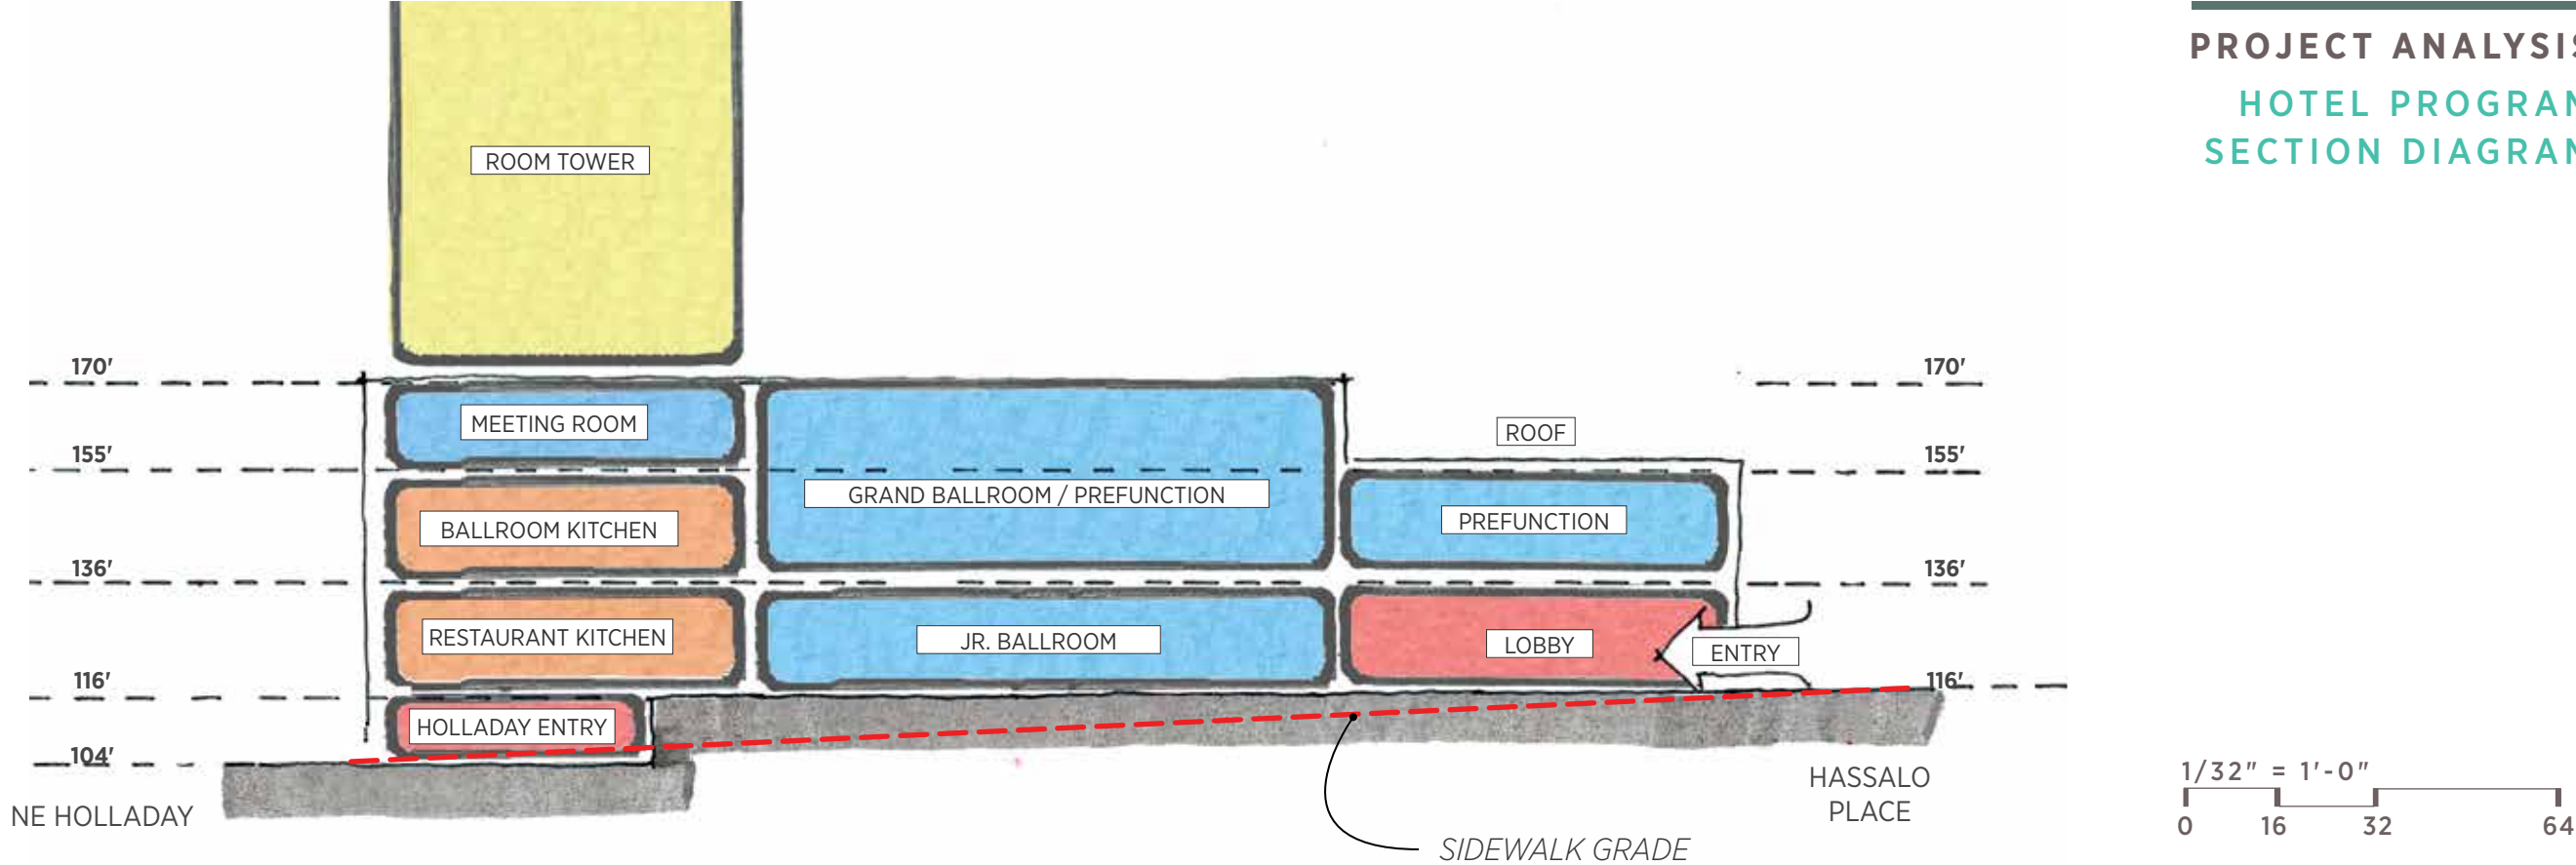 PROJECT ANALYSIS
HOTEL PROGRAM
SECTION DIAGRAM
ROOM TOWER
170'
170'
MEETING ROOM
ROOF
155'
155'
GRAND BALLROOM / PREFUNCTION
BALLROOM KITCHEN
PREFUNCTION
136'
136'
RESTAURANT KITCHEN
JR. BALLROOM
LOBBY
ENTRY
116'
116'
HOLLADAY ENTRY
104'
NE HOLLADAY
HASSALO
PLACE
SIDEWALK GRADE
1/32" = 1'-0"
0 16 32 64